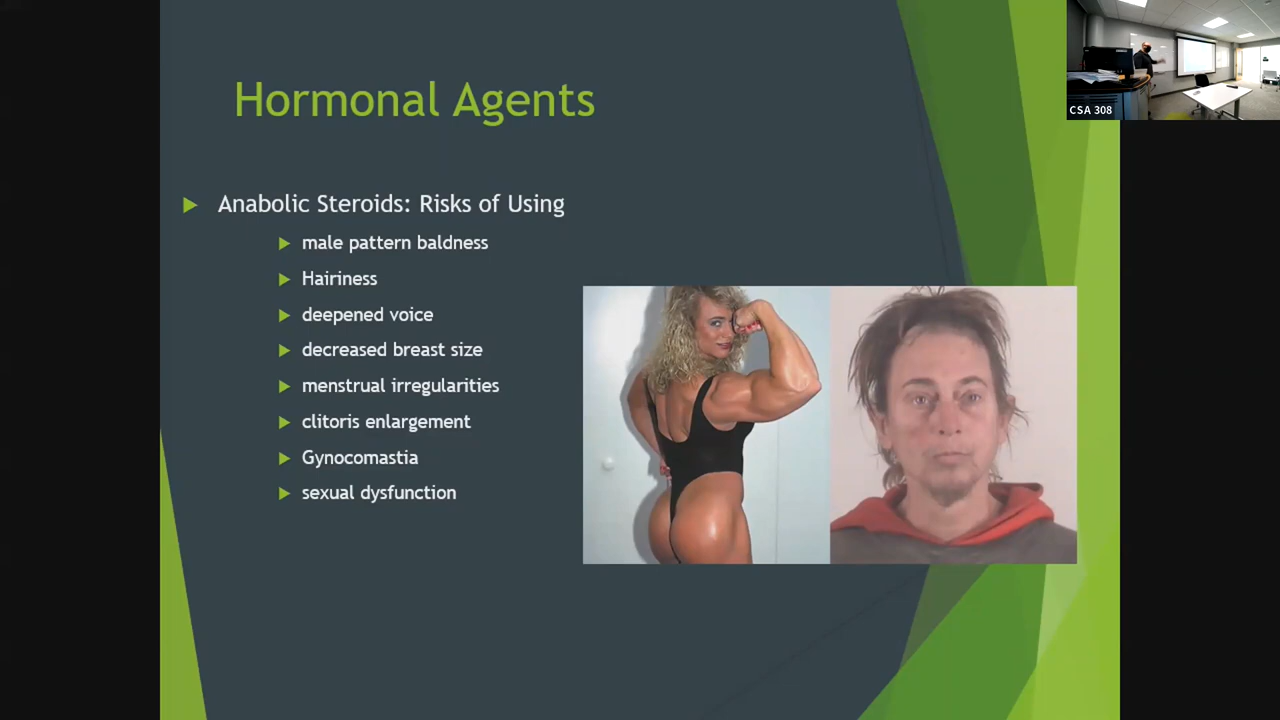 Hormonal Agents
Anabolic Steroids: Risks of Using
male pattern baldness
Hairiness
deepened voice
decreased breast size
menstrual irregularities
clitoris enlargement
Gynocomastia
sexual dysfunction
CSA 308